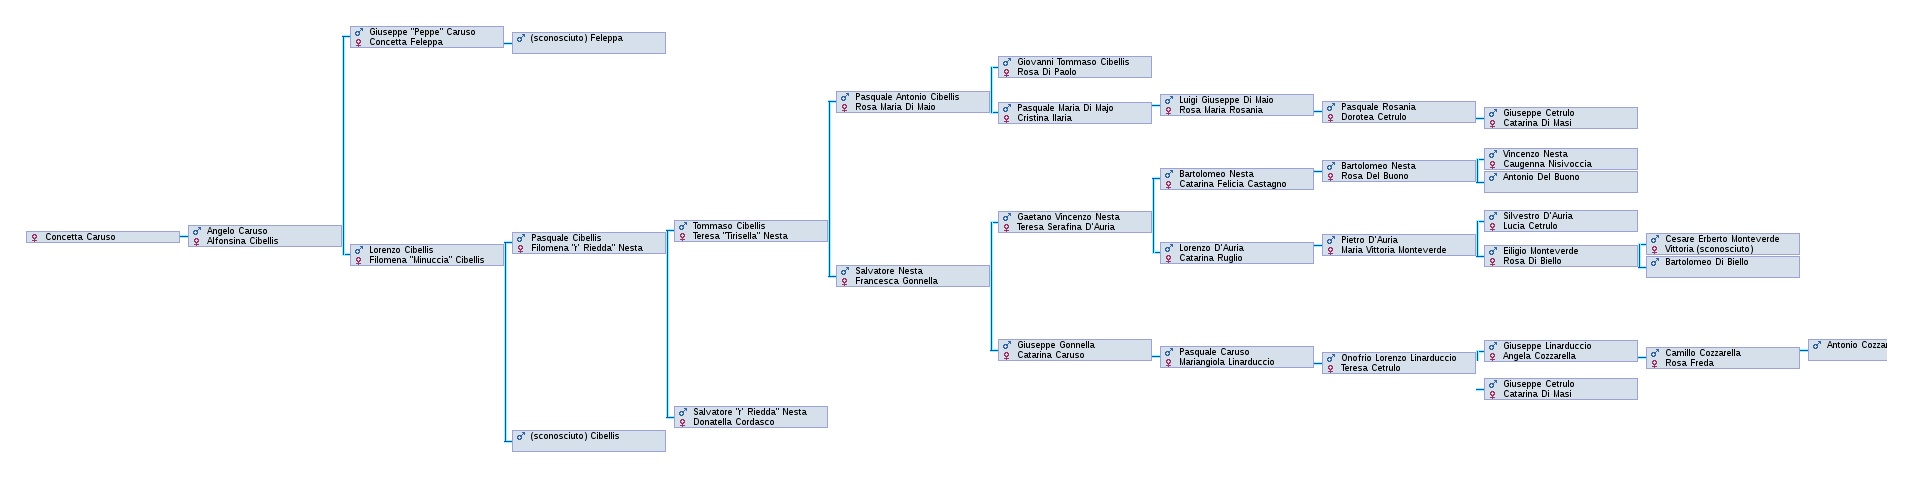 Concetta Caruso
Angelo Caruso
Alfonsina Cibellis
Giuseppe "Peppe" Caruso
Concetta Feleppa
Lorenzo Cibellis
Filomena "Minuccia" Cibellis
(sconosciuto) Feleppa
Pasquale Cibellis
Filomena "r' Riedda" Nesta
(sconosciuto) Cibellis
Tommaso Cibellis
Teresa "Tirisella" Nesta
Salvatore "r' Riedda" Nesta
Donatella Cordasco
Pasquale Antonio Cibellis
Rosa Maria Di Maio
Salvatore Nesta
Francesca Gonnella
Giovanni Tommaso Cibellis
Rosa Di Paolo
Pasquale Maria Di Majo
Cristina Ilaria
Gaetano Vincenzo Nesta
Teresa Serafina D'Auria
Giuseppe Gonnella
Catarina Caruso
Luigi Giuseppe Di Maio
Rosa Maria Rosania
Bartolomeo Nesta
Catarina Felicia Castagno
Lorenzo D'Auria
Catarina Ruglio
Pasquale Caruso
Mariangiola Linarduccio
Pasquale Rosania
Dorotea Cetrulo
Bartolomeo Nesta
Rosa Del Buono
Pietro D'Auria
Maria Vittoria Monteverde
Onofrio Lorenzo Linarduccio
Teresa Cetrulo
Giuseppe Cetrulo
Catarina Di Masi
Vincenzo Nesta
Caugenna Nisivoccia
Antonio Del Buono
Silvestro D'Auria
Lucia Cetrulo
Eiligio Monteverde
Rosa Di Biello
Giuseppe Linarduccio
Angela Cozzarella
Giuseppe Cetrulo
Catarina Di Masi
Cesare Erberto Monteverde
Vittoria (sconosciuto)
Bartolomeo Di Biello
Camillo Cozzarella
Rosa Freda
Antonio